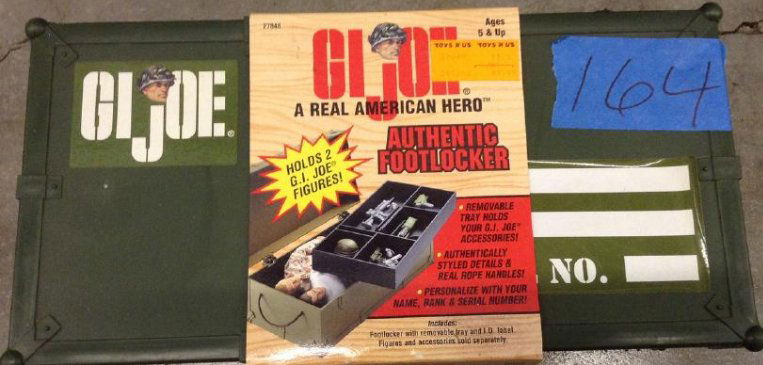 27848
Ages
5 & Up
TOYS R US TOYS R US
GI JOE®
GI JOE®
A REAL AMERICAN HERO™
164
AUTHENTIC
FOOTLOCKER
HOLDS 2
G.I. JOE®
FIGURES!
• REMOVABLE
TRAY HOLDS
YOUR G.I. JOE®
ACCESSORIES!
• AUTHENTICALLY
STYLED DETAILS &
REAL ROPE HANDLES!
• PERSONALIZE WITH YOUR
NAME, RANK & SERIAL NUMBER!
NO.
Includes:
Footlocker with removable tray and I.D. label.
Figures and accessories sold separately.